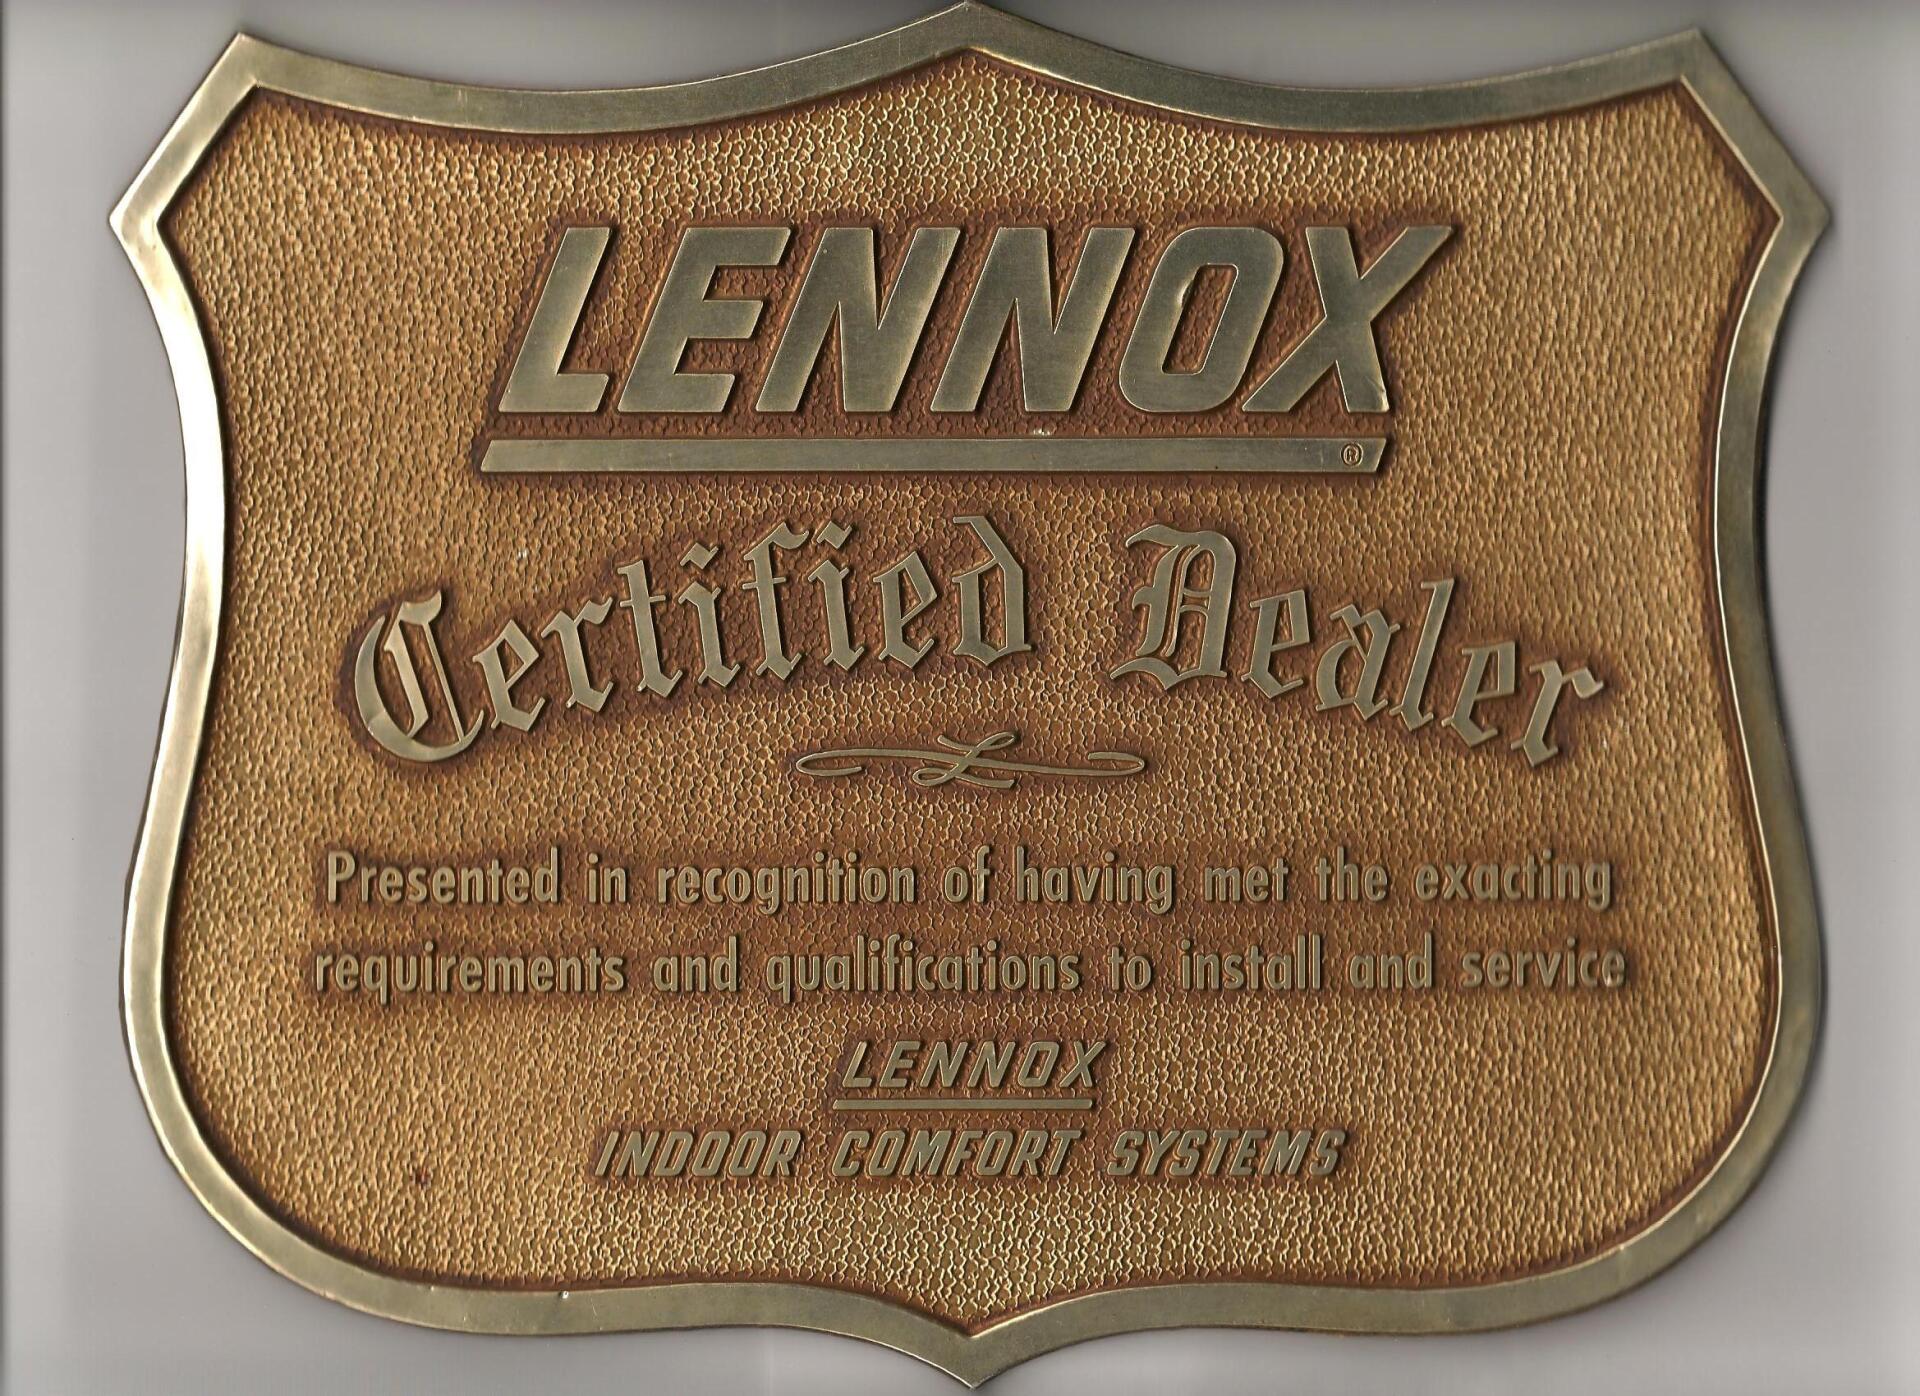 LENNOX
®
Certified Dealer
Presented in recognition of having met the exacting
requirements and qualifications to install and service
LENNOX
INDOOR COMFORT SYSTEMS